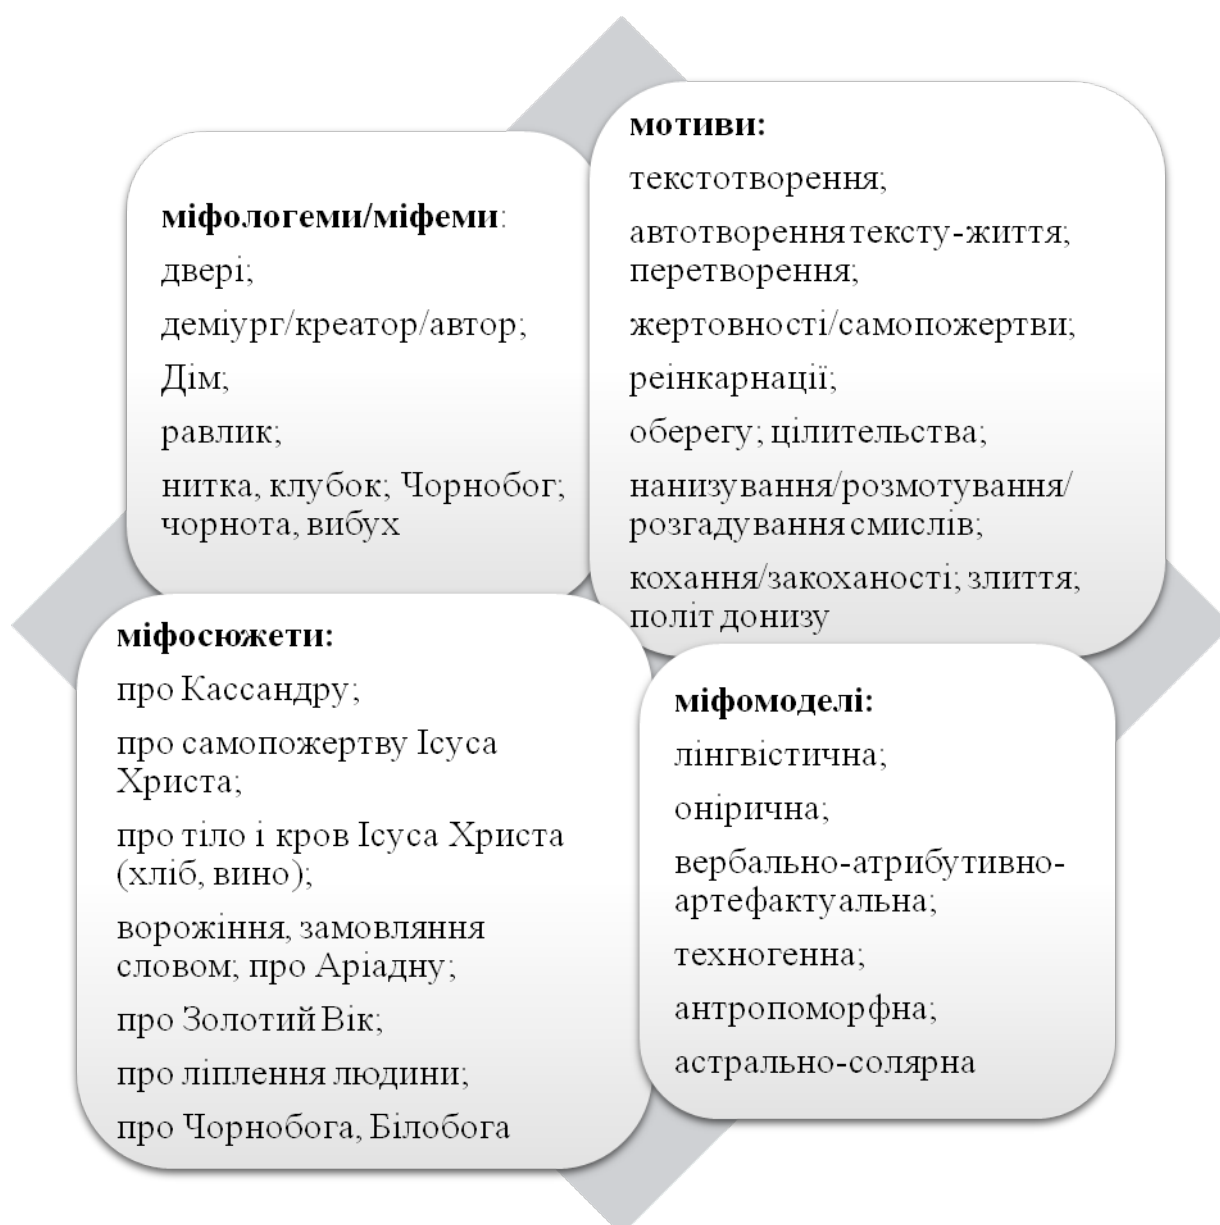 міфологеми/міфеми:
двері;
деміург/креатор/автор;
Дім;
равлик;
нитка, клубок; Чорнобог;
чорнота, вибух
мотиви:
текстотворення;
автотворення тексту-життя;
перетворення;
жертовності/самопожертви;
реінкарнації;
оберегу; цілительства;
нанизування/розмотування/
розгадування смислів;
кохання/закоханості; злиття;
політ донизу
міфосюжети:
про Кассандру;
про самопожертву Ісуса
Христа;
про тіло і кров Ісуса Христа
(хліб, вино);
ворожіння, замовляння
словом; про Аріадну;
про Золотий Вік;
про ліплення людини;
про Чорнобога, Білобога
міфомоделі:
лінгвістична;
онірична;
вербально-атрибутивно-
артефактуальна;
техногенна;
антропоморфна;
астрально-солярна